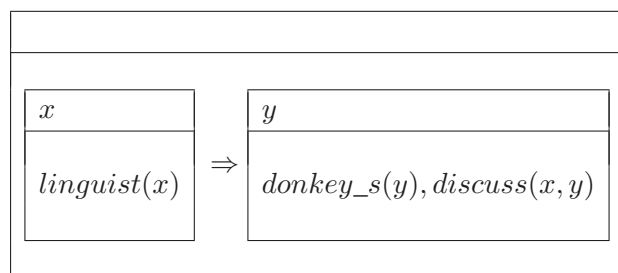 x
y
linguist(x) ⇒ donkey_s(y), discuss(x, y)